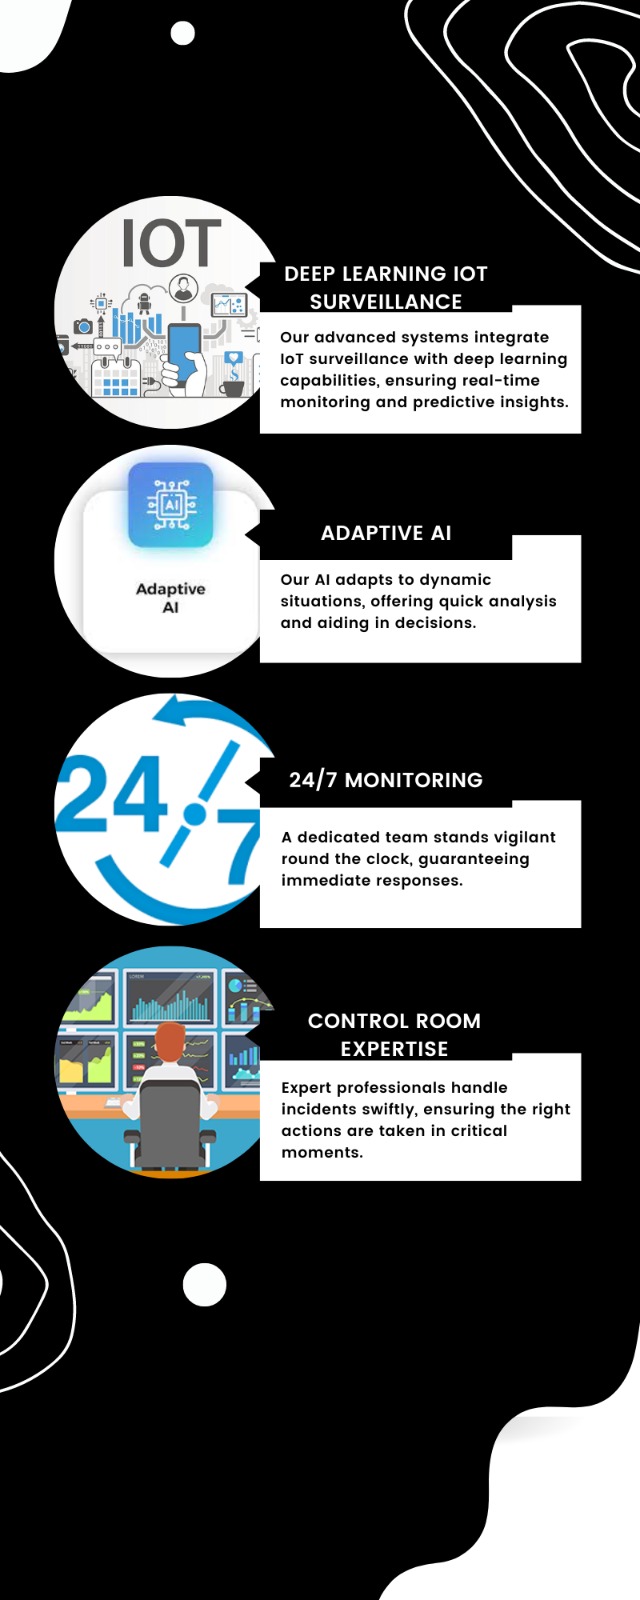 IOT
DEEP LEARNING IOT
SURVEILLANCE
Our advanced systems integrate
IoT surveillance with deep learning
capabilities, ensuring real-time
monitoring and predictive insights.
AI
Adaptive
AI
ADAPTIVE AI
Our AI adapts to dynamic
situations, offering quick analysis
and aiding in decisions.
24/7
24/7 MONITORING
A dedicated team stands vigilant
round the clock, guaranteeing
immediate responses.
CONTROL ROOM
EXPERTISE
Expert professionals handle
incidents swiftly, ensuring the right
actions are taken in critical
moments.